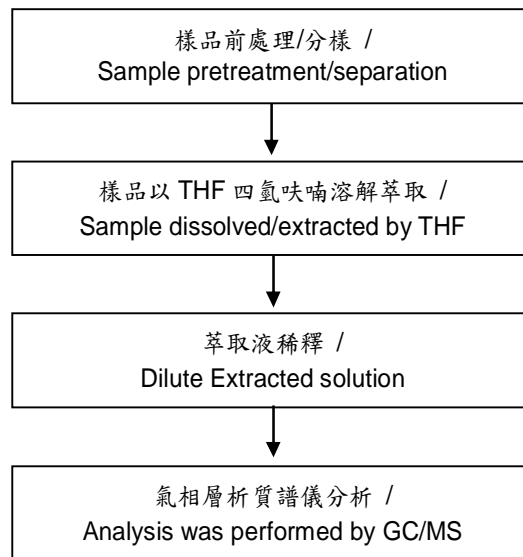 樣品前處理/分樣 /
Sample pretreatment/separation
樣品以 THF 四氫呋喃溶解萃取 /
Sample dissolved/extracted by THF
萃取液稀釋 /
Dilute Extracted solution
氣相層析質譜儀分析 /
Analysis was performed by GC/MS